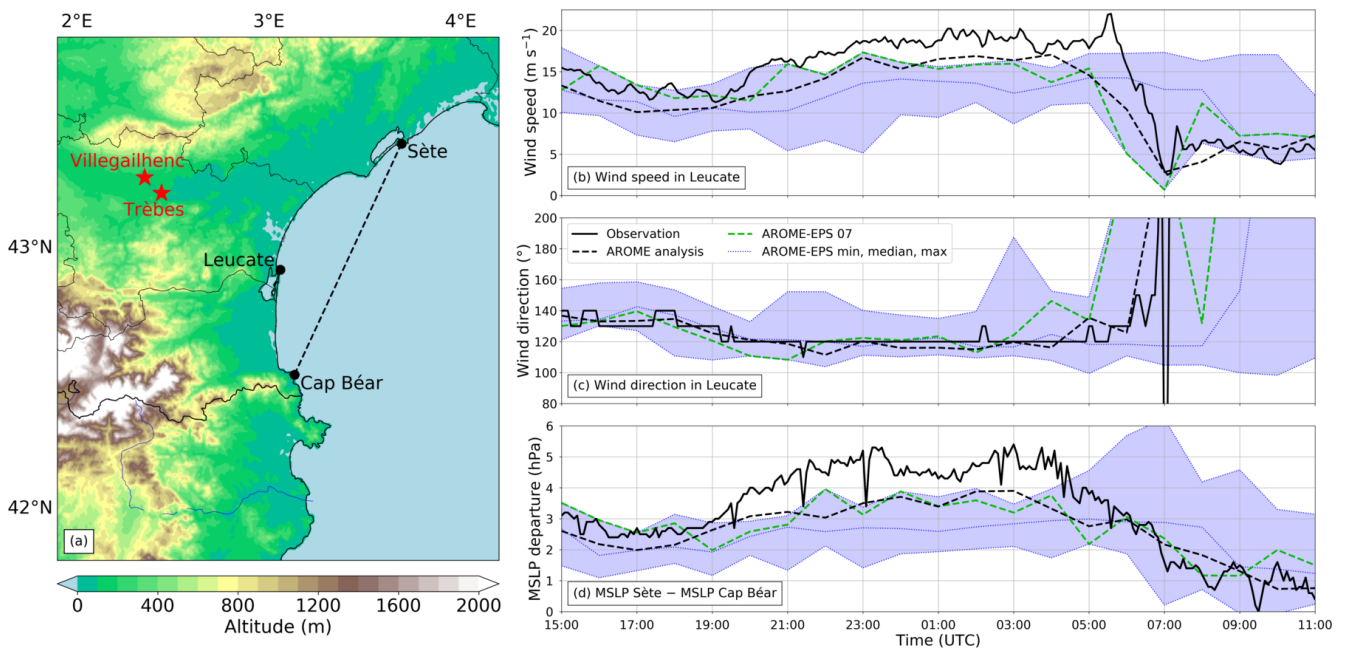 2°E
3°E
4°E
43°N
42°N
Villegailhenc
Trèbes
Sète
Leucate
Cap Béar
(a)
0
400
800
1200
1600
2000
Altitude (m)
Wind speed (m s⁻¹)
20
15
10
5
0
(b) Wind speed in Leucate
Wind direction (°)
200
180
160
140
120
100
80
Observation
AROME analysis
AROME-EPS 07
AROME-EPS min, median, max
(c) Wind direction in Leucate
MSLP departure (hPa)
6
5
4
3
2
1
0
(d) MSLP Sète − MSLP Cap Béar
15:00
17:00
19:00
21:00
23:00
01:00
03:00
05:00
07:00
09:00
11:00
Time (UTC)